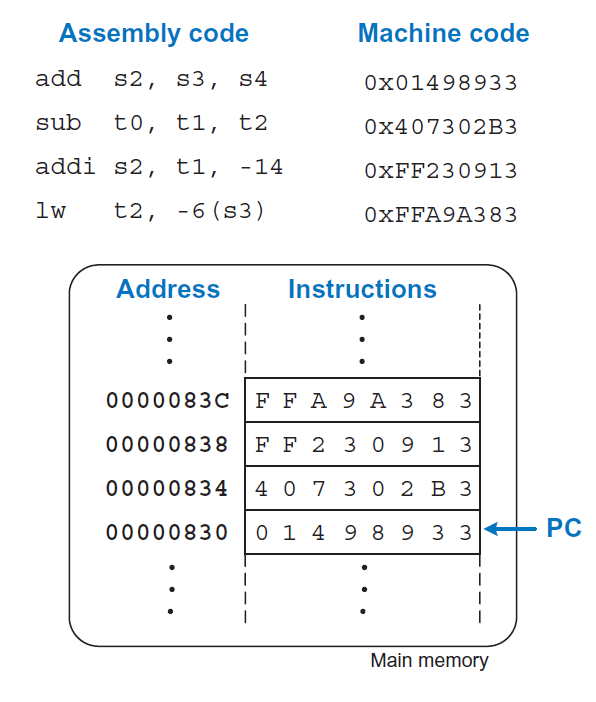 Assembly code Machine code
add s2, s3, s4 0x01498933
sub t0, t1, t2 0x407302B3
addi s2, t1, -14 0xFF230913
lw t2, -6(s3) 0xFFA9A383
Address Instructions
0000083C F F A 9 A 3 8 3
00000838 F F 2 3 0 9 1 3
00000834 4 0 7 3 0 2 B 3
00000830 0 1 4 9 8 9 3 3 PC
Main memory